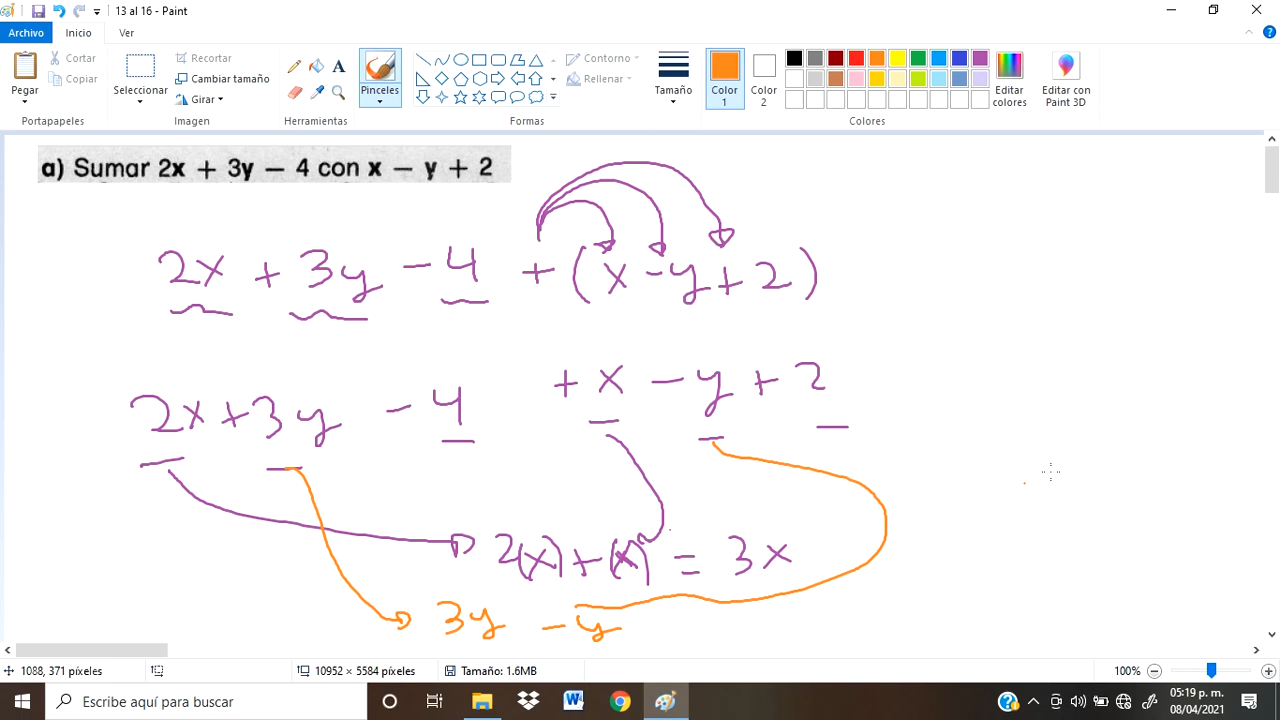 13 al 16 - Paint
Archivo Inicio Ver
Pegar Cortar Copiar
Seleccionar Recortar Cambiar tamaño Girar
Pinceles
Contorno Rellenar
Tamaño
Color 1 Color 2
Editar colores
Editar con Paint 3D
Portapapeles Imagen Herramientas Formas Colores
a) Sumar 2x + 3y − 4 con x − y + 2
2x + 3y - 4 + (x - y + 2)
2x + 3y - 4 + x - y + 2
2(x) + (x) = 3x
3y - y
1088, 371 píxeles 10952 × 5584 píxeles Tamaño: 1.6MB 100%
Escribe aquí para buscar
05:19 p. m.
08/04/2021